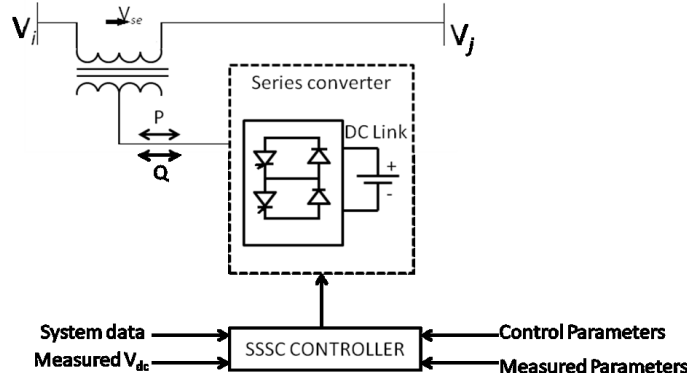 V_i
V_se
V_j
Series converter
P
DC Link
Q
+
-
System data
Measured V_dc
SSSC CONTROLLER
Control Parameters
Measured Parameters